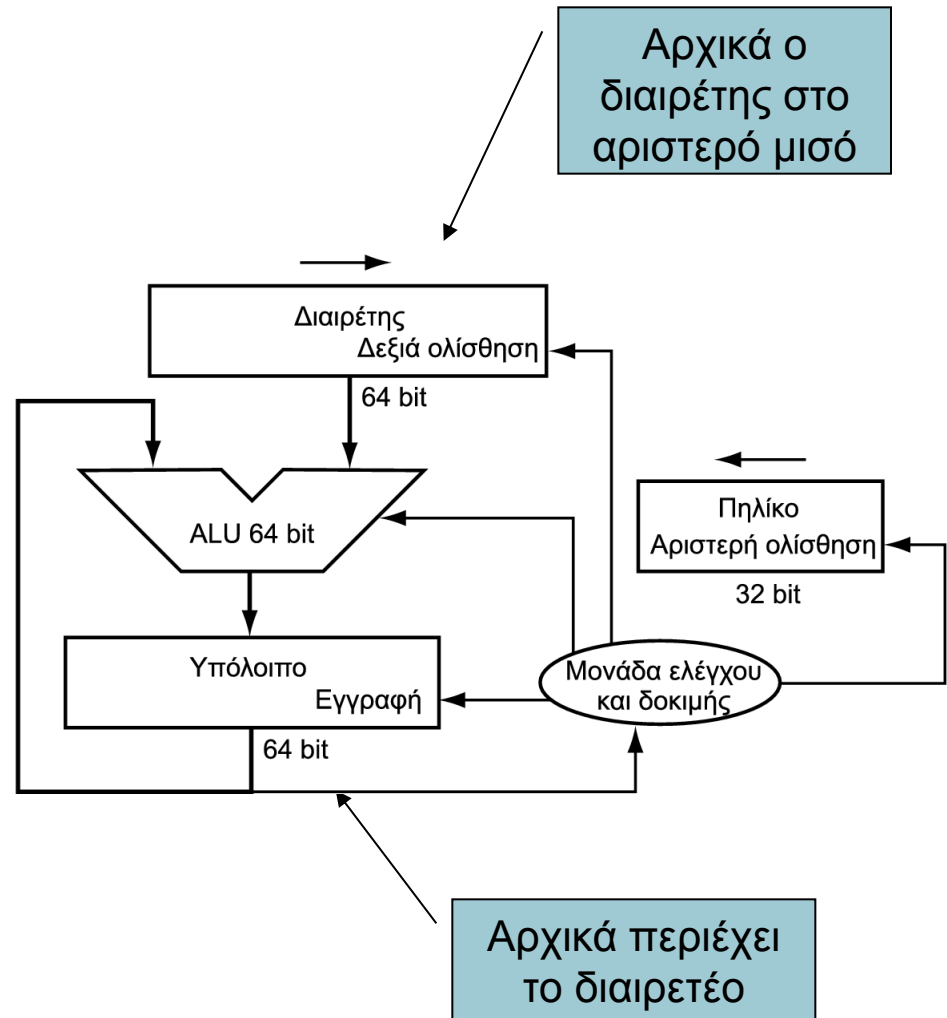 Αρχικά ο
διαιρέτης στο
αριστερό μισό
Διαιρέτης
Δεξιά ολίσθηση
64 bit
ALU 64 bit
Πηλίκο
Αριστερή ολίσθηση
32 bit
Υπόλοιπο
Εγγραφή
64 bit
Μονάδα ελέγχου
και δοκιμής
Αρχικά περιέχει
το διαιρετέο